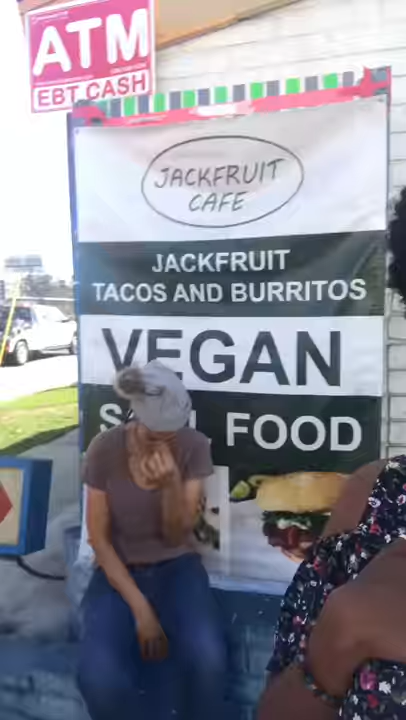 ATM
EBT CASH
JACKFRUIT
CAFE
JACKFRUIT
TACOS AND BURRITOS
VEGAN
FOOD